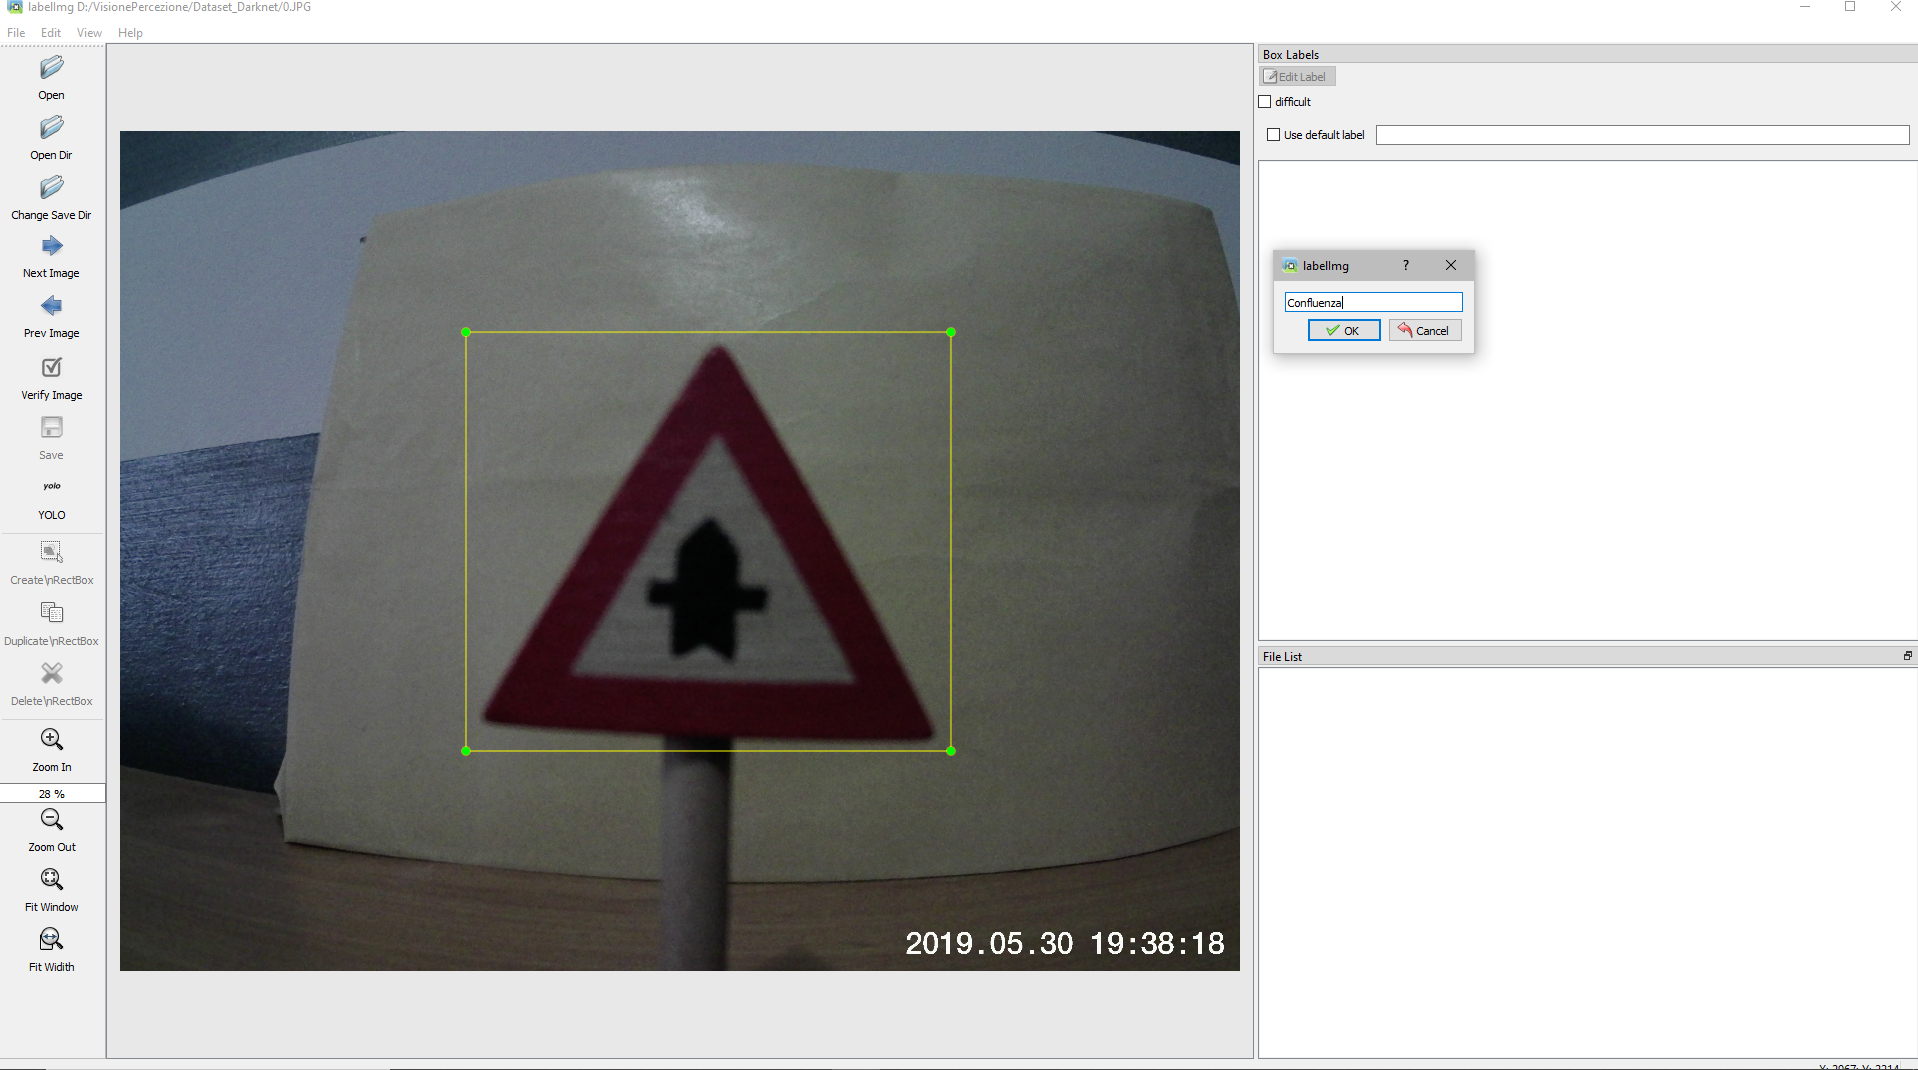 labelImg D:/VisionePercezione/Dataset_Darknet/0.JPG
File Edit View Help
Open
Open Dir
Change Save Dir
Next Image
Prev Image
Verify Image
Save
yolo
YOLO
Create\nRectBox
Duplicate\nRectBox
Delete\nRectBox
Zoom In
28 %
Zoom Out
Fit Window
Fit Width
2019.05.30 19:38:18
Box Labels
Edit Label
difficult
Use default label
labelImg ?
Confluenza
OK Cancel
File List